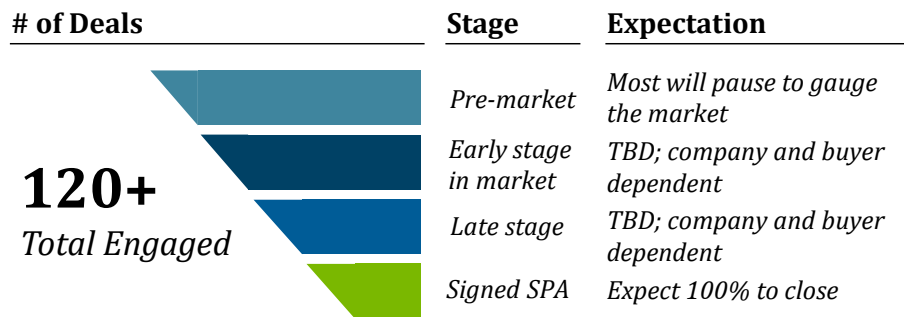 # of Deals
Stage
Expectation
120+
Total Engaged
Pre-market
Most will pause to gauge
the market
Early stage
in market
TBD; company and buyer
dependent
Late stage
TBD; company and buyer
dependent
Signed SPA
Expect 100% to close